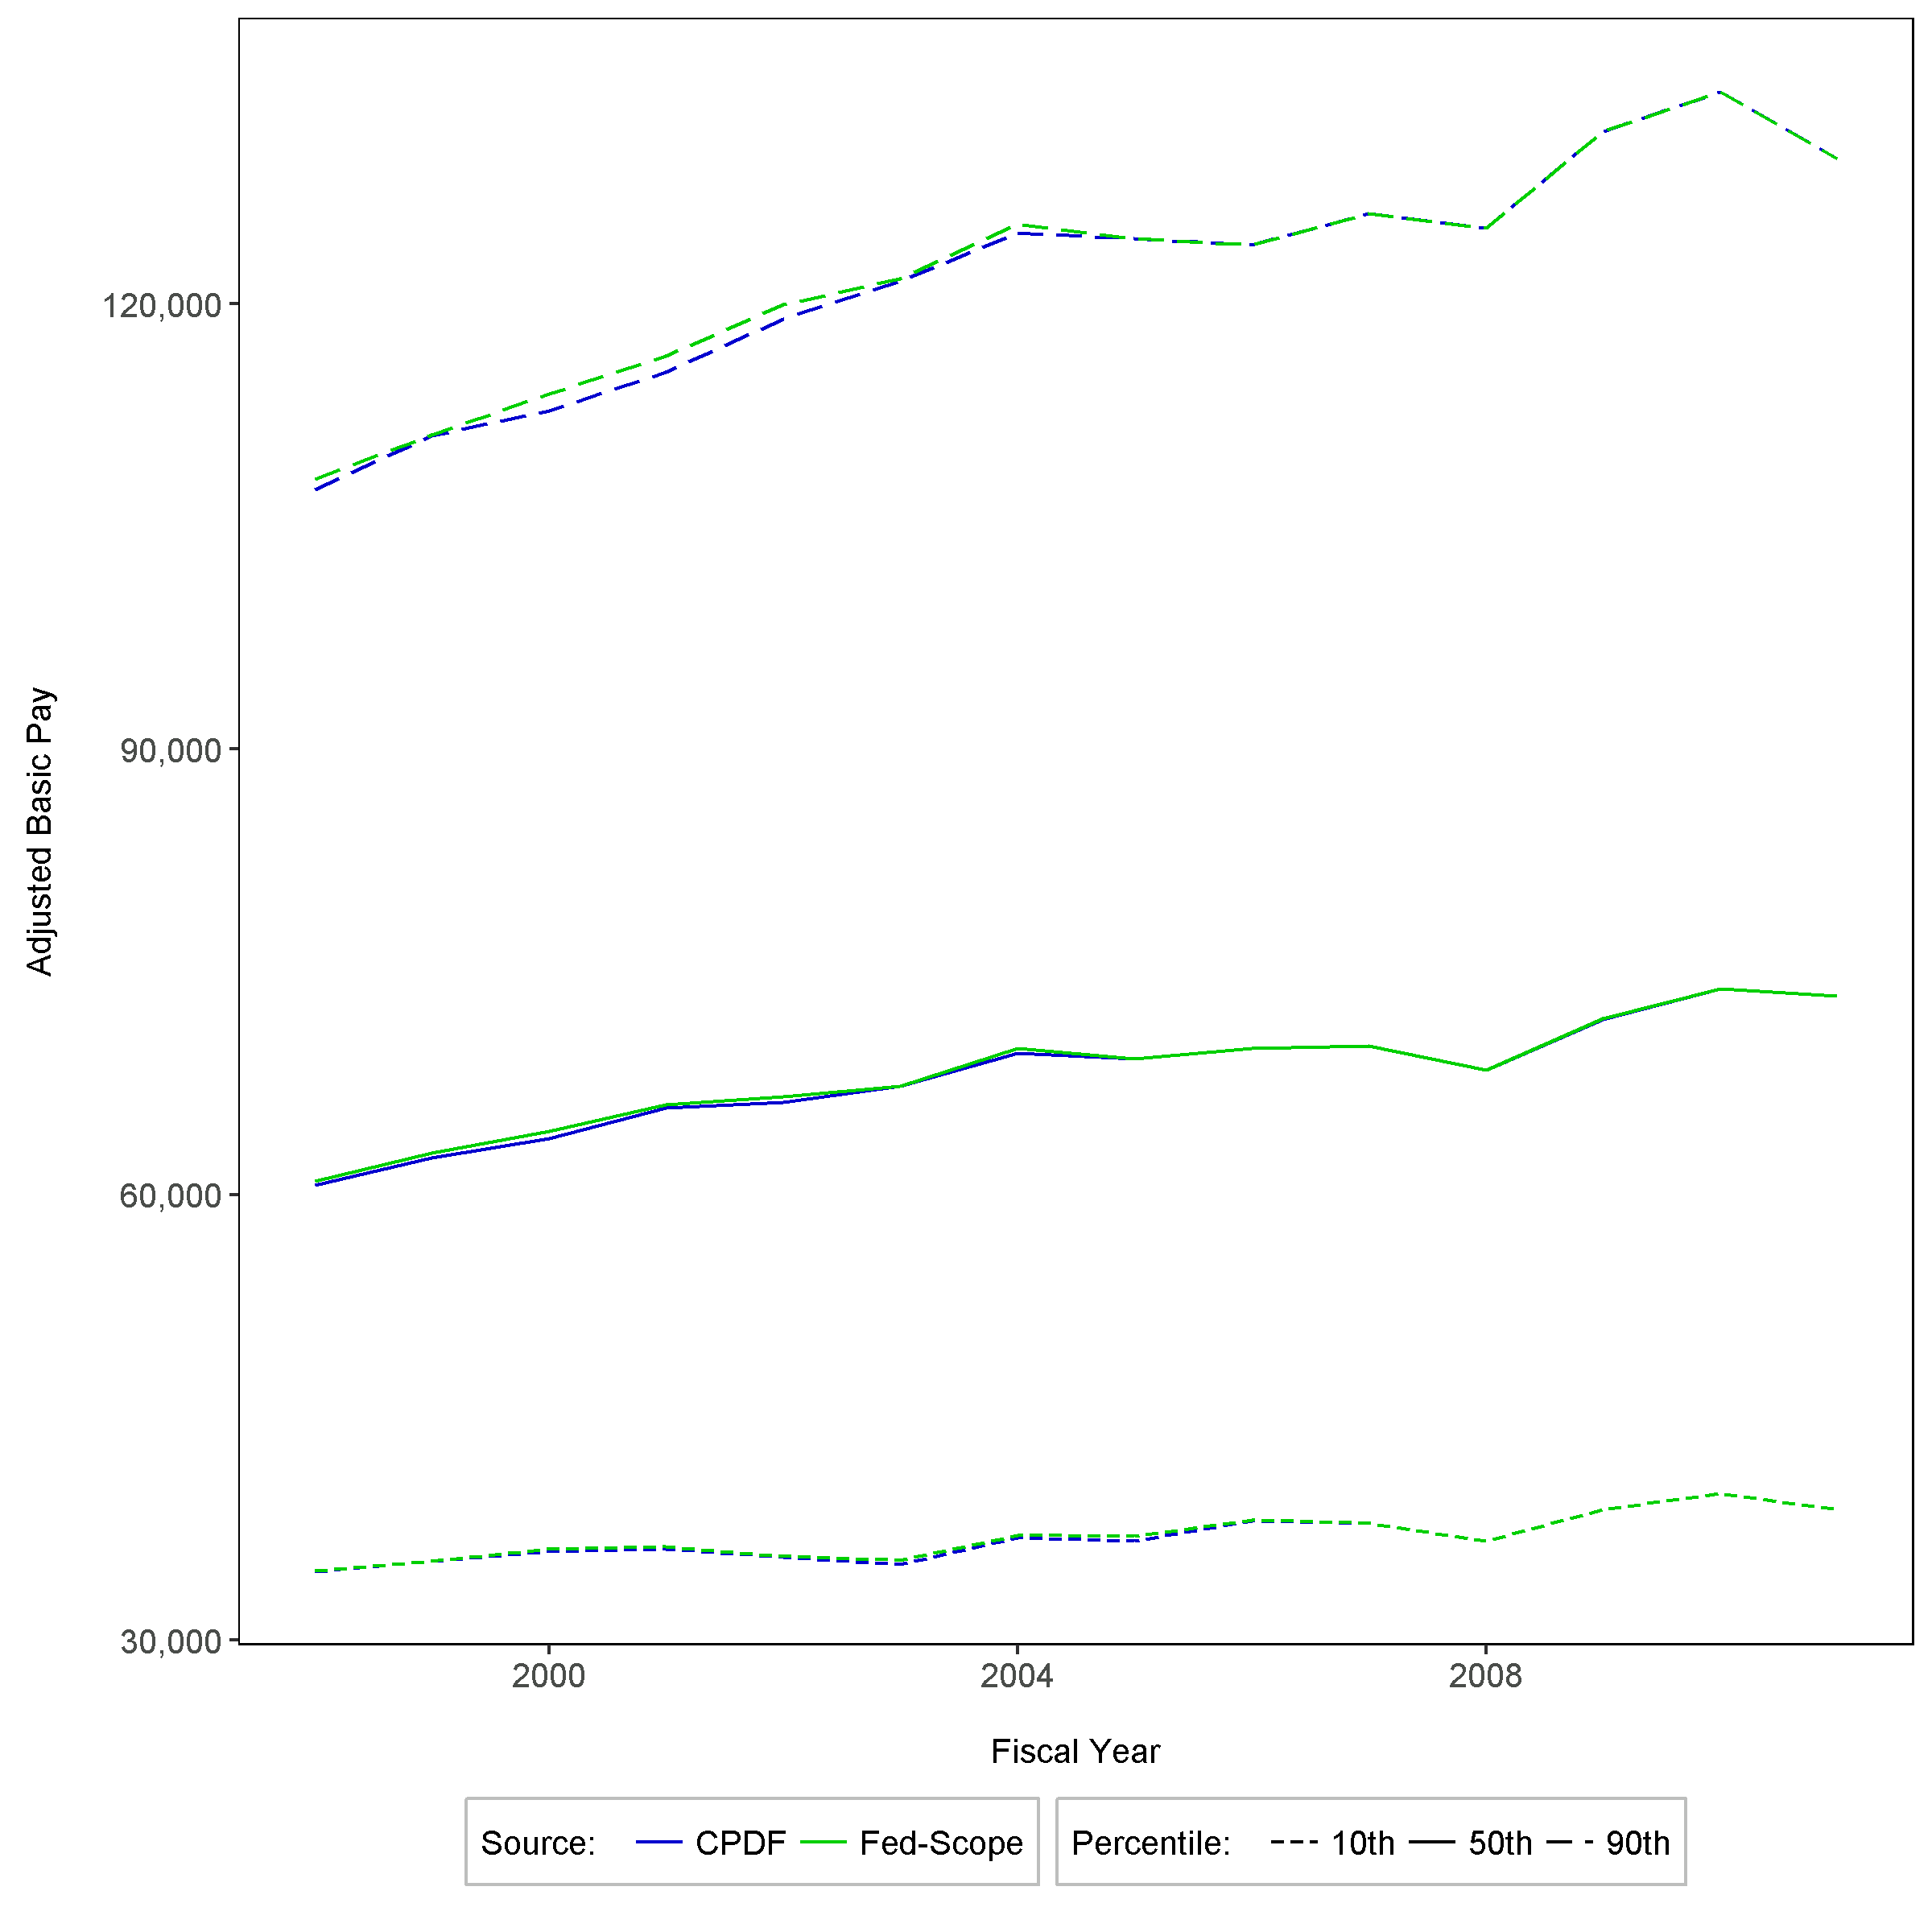 Adjusted Basic Pay
120,000
90,000
60,000
30,000
2000 2004 2008
Fiscal Year
Source: CPDF Fed-Scope Percentile: 10th 50th 90th